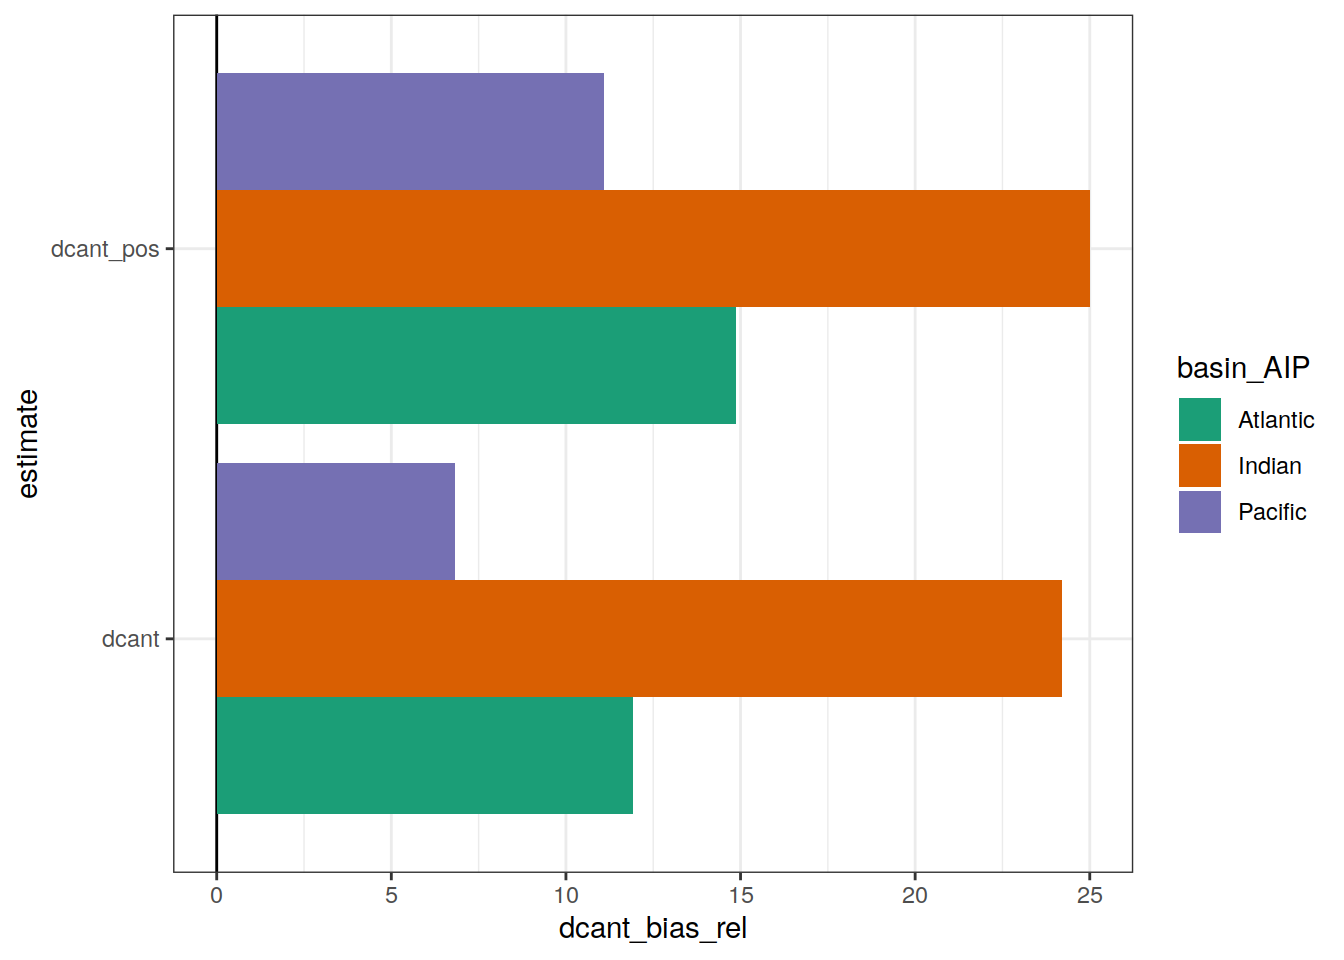 estimate
dcant_pos
dcant
0 5 10 15 20 25
dcant_bias_rel
basin_AIP
Atlantic
Indian
Pacific